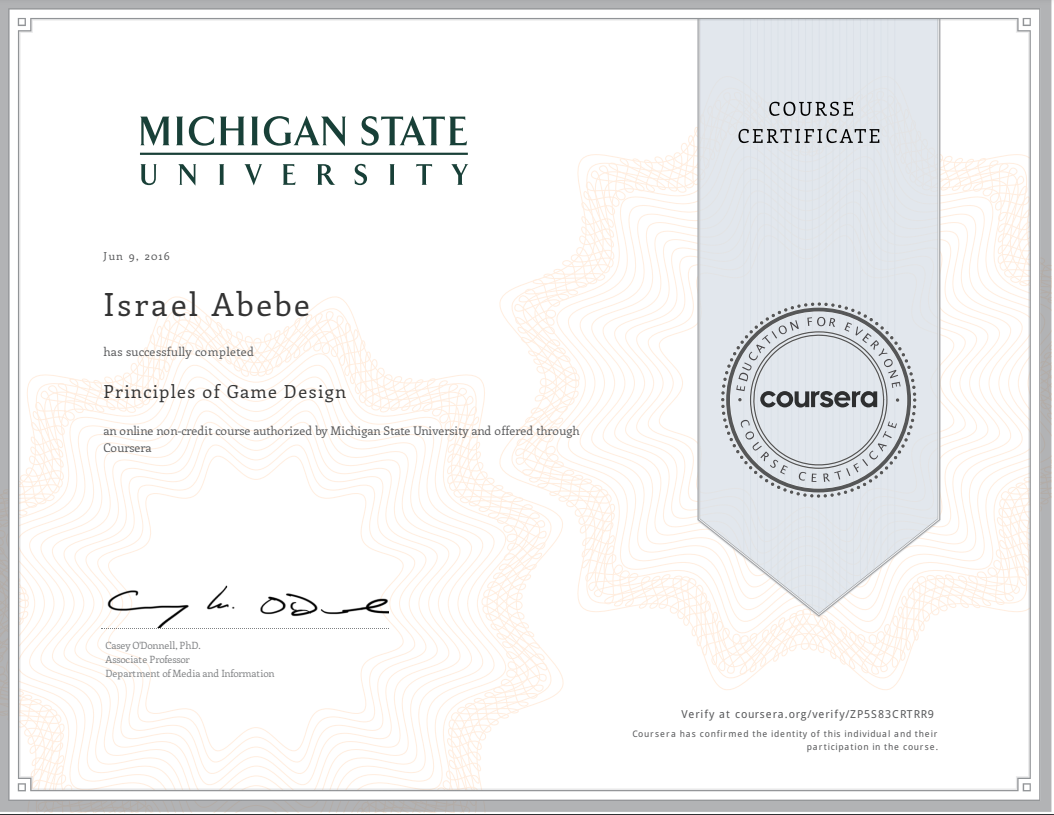 MICHIGAN STATE
UNIVERSITY
COURSE
CERTIFICATE
Jun 9, 2016
Israel Abebe
has successfully completed
Principles of Game Design
an online non-credit course authorized by Michigan State University and offered through
Coursera
EDUCATION FOR EVERYONE
coursera
COURSE CERTIFICATE
Casey O'Donnell, PhD.
Associate Professor
Department of Media and Information
Verify at coursera.org/verify/ZP5S83CRTRR9
Coursera has confirmed the identity of this individual and their
participation in the course.